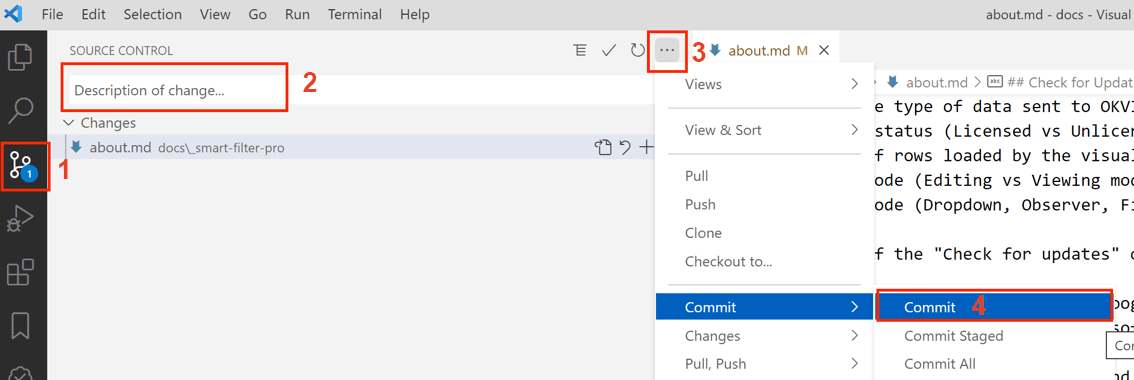 File Edit Selection View Go Run Terminal Help
about.md - docs - Visual
SOURCE CONTROL
3
about.md M
2
Description of change...
Views
about.md > ## Check for Updat
Changes
e type of data sent to OKVI
about.md docs\_smart-filter-pro
View & Sort
status (Licensed vs Unlicen
1
1
f rows loaded by the visual
Pull
ode (Editing vs Viewing mod
Push
ode (Dropdown, Observer, Fi
Clone
f the "Check for updates" c
Checkout to...
Commit
Commit 4
Changes
Commit Staged
Pull, Push
Commit All